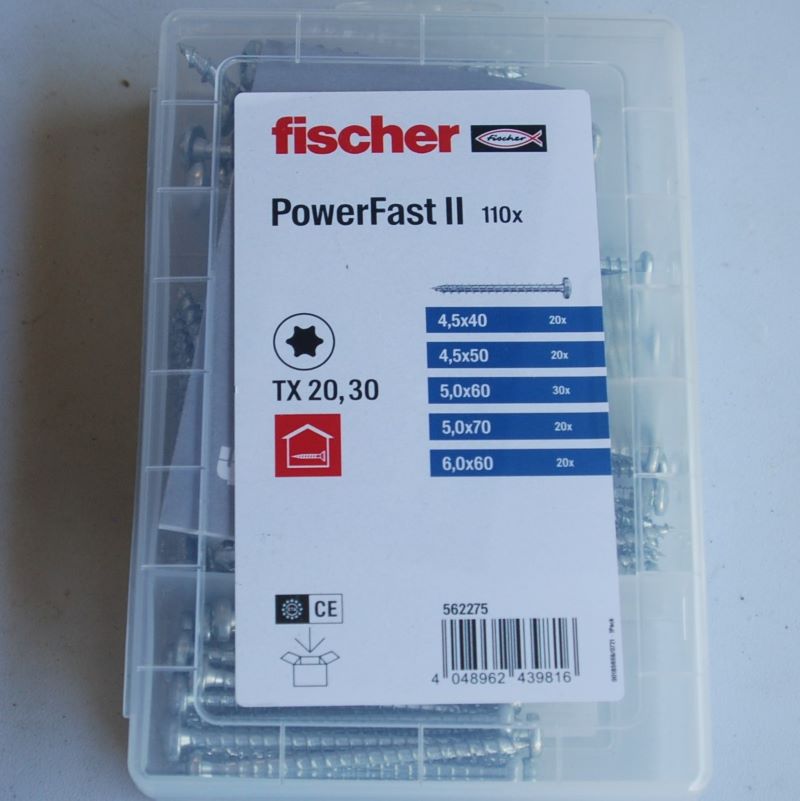 fischer fischer
PowerFast II 110x
4,5x40 20x
4,5x50 20x
TX 20, 30
5,0x60 30x
5,0x70 20x
6,0x60 20x
CE
562275
4 048962 439816